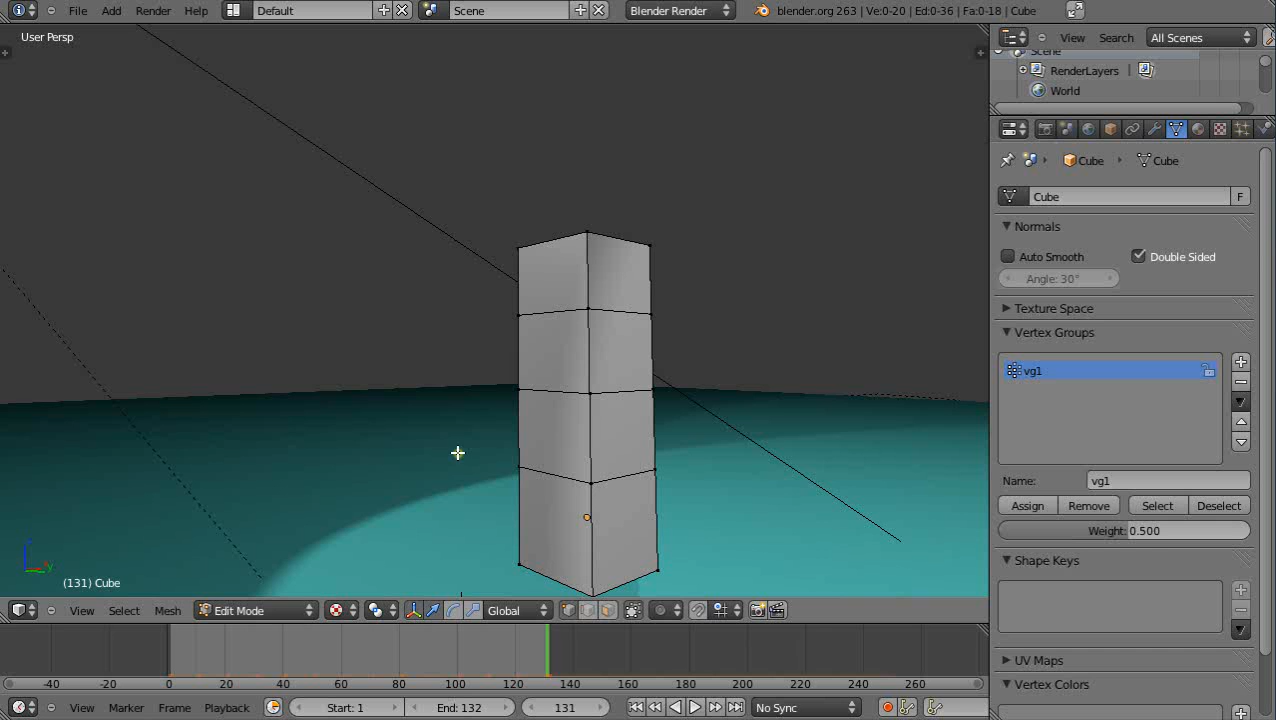 File Add Render Help Default Scene Blender Render blender.org 263 | Ve:0-20 | Ed:0-36 | Fa:0-18 | Cube
User Persp
View Search All Scenes
Scene
RenderLayers
World
Cube Cube
Cube F
Normals
Auto Smooth Double Sided
Angle: 30°
Texture Space
Vertex Groups
vg1
Name: vg1
Assign Remove Select Deselect
Weight: 0.500
Shape Keys
UV Maps
Vertex Colors
z
y
(131) Cube
View Select Mesh Edit Mode Global
-40 -20 0 20 40 60 80 100 120 140 160 180 200 220 240 260
View Marker Frame Playback Start: 1 End: 132 131 No Sync